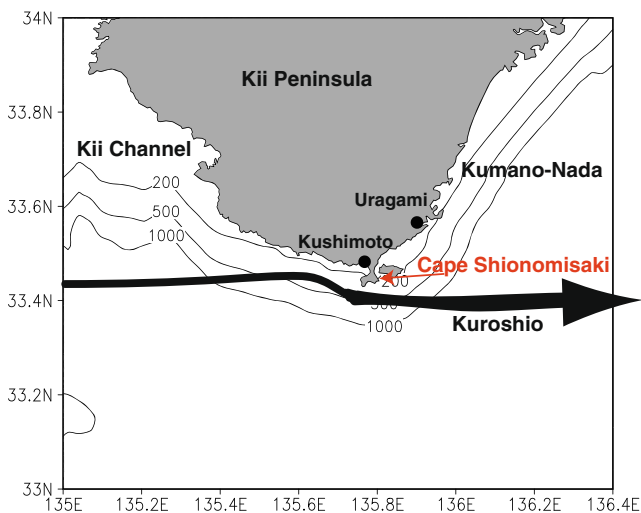 34N
Kii Peninsula
33.8N
Kii Channel
Kumano-Nada
200
Uragami
33.6N
500
1000
Kushimoto
Cape Shionomisaki
200
33.4N
500
1000
Kuroshio
33.2N
33N
135E 135.2E 135.4E 135.6E 135.8E 136E 136.2E 136.4E